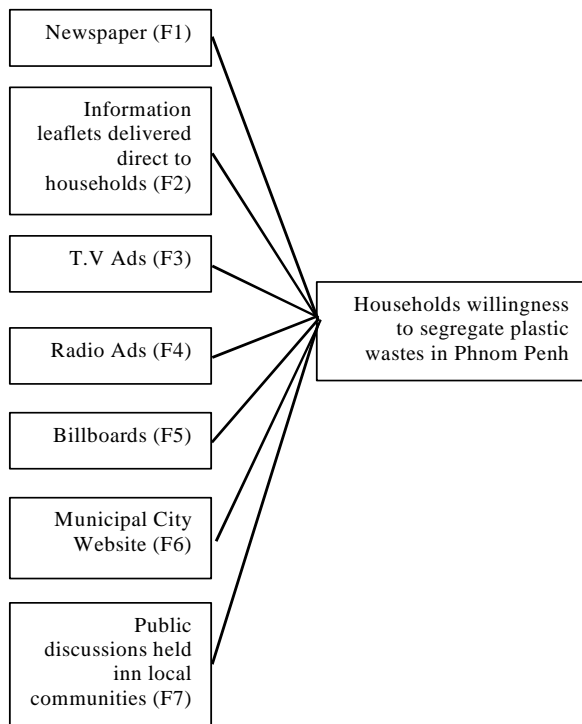 Newspaper (F1)
Information
leaflets delivered
direct to
households (F2)
T.V Ads (F3)
Radio Ads (F4)
Billboards (F5)
Municipal City
Website (F6)
Public
discussions held
inn local
communities (F7)
Households willingness
to segregate plastic
wastes in Phnom Penh